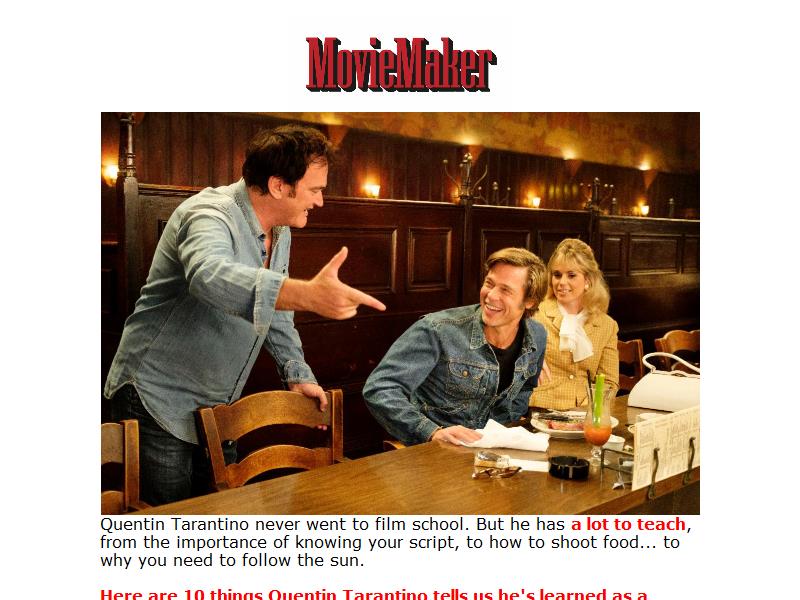 MovieMaker
Quentin Tarantino never went to film school. But he has a lot to teach,
from the importance of knowing your script, to how to shoot food... to
why you need to follow the sun.
Here are 10 things Quentin Tarantino tells us he's learned as a